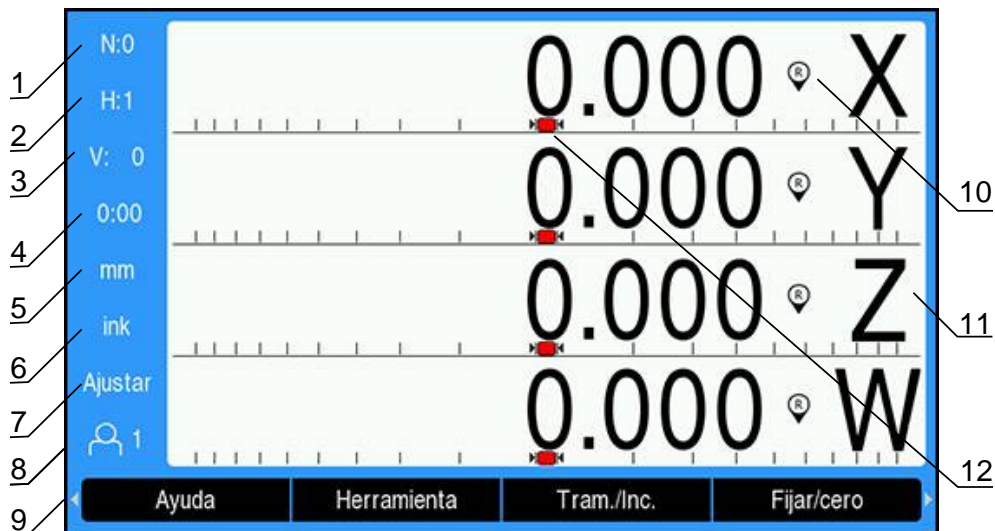 N:0
H:1
V: 0
0:00
mm
ink
Ajustar
1
0.000 R X
0.000 R Y
0.000 R Z
0.000 R W
Ayuda Herramienta Tram./Inc. Fijar/cero
1
2
3
4
5
6
7
8
9
10
11
12